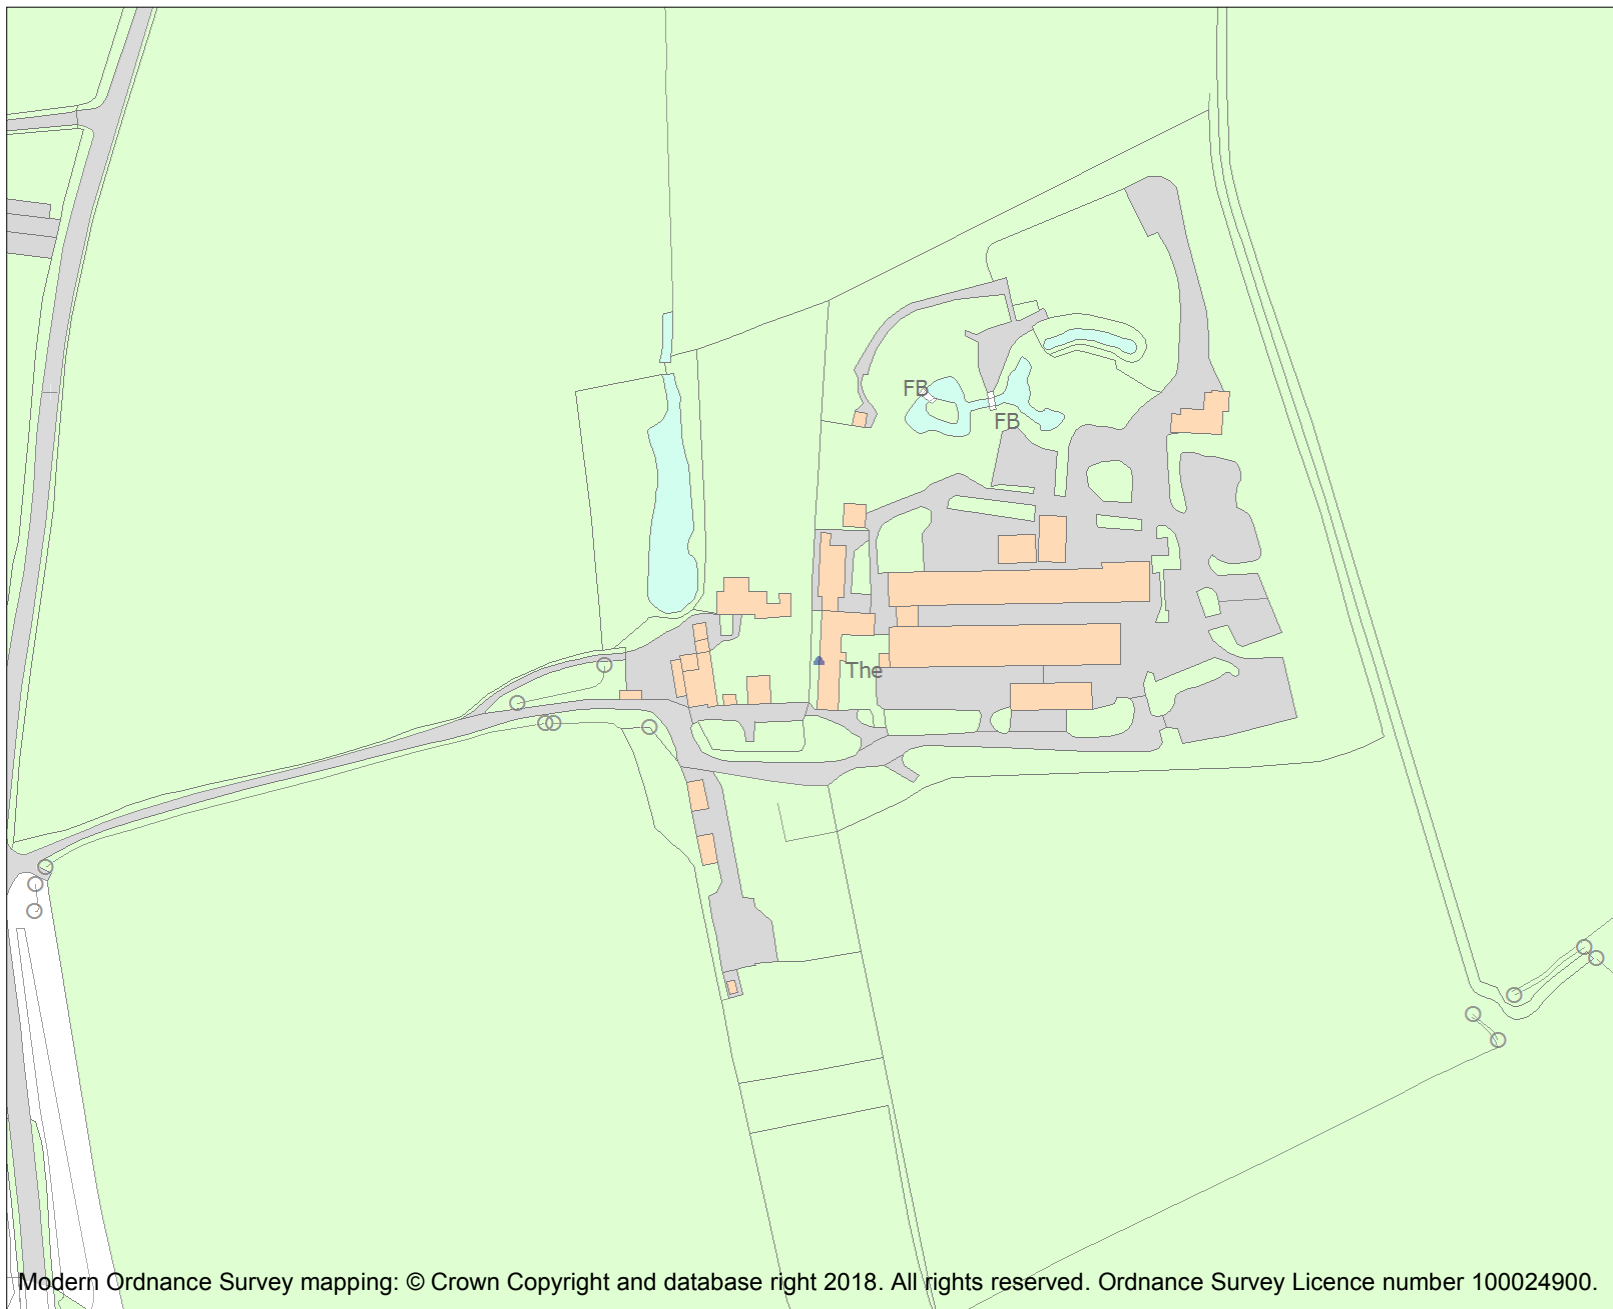 FB
FB
The
Modern Ordnance Survey mapping: © Crown Copyright and database right 2018. All rights reserved. Ordnance Survey Licence number 100024900.